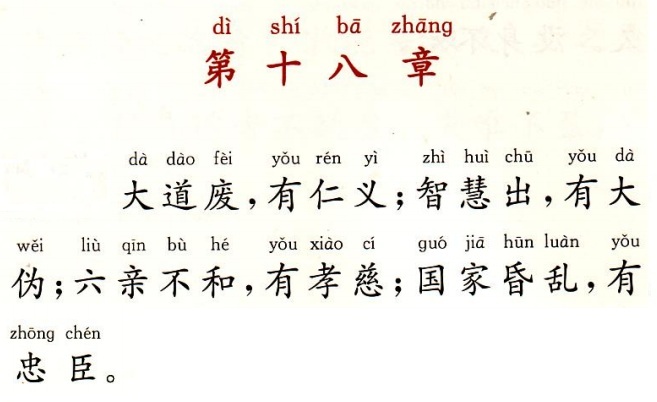 dì shí bā zhāng
第十八章
dà dào fèi yǒu rén yì zhì huì chū yǒu dà
大道废，有仁义；智慧出，有大
wěi liù qīn bù hé yǒu xiào cí guó jiā hūn luàn yǒu
伪；六亲不和，有孝慈；国家昏乱，有
zhōng chén
忠臣。